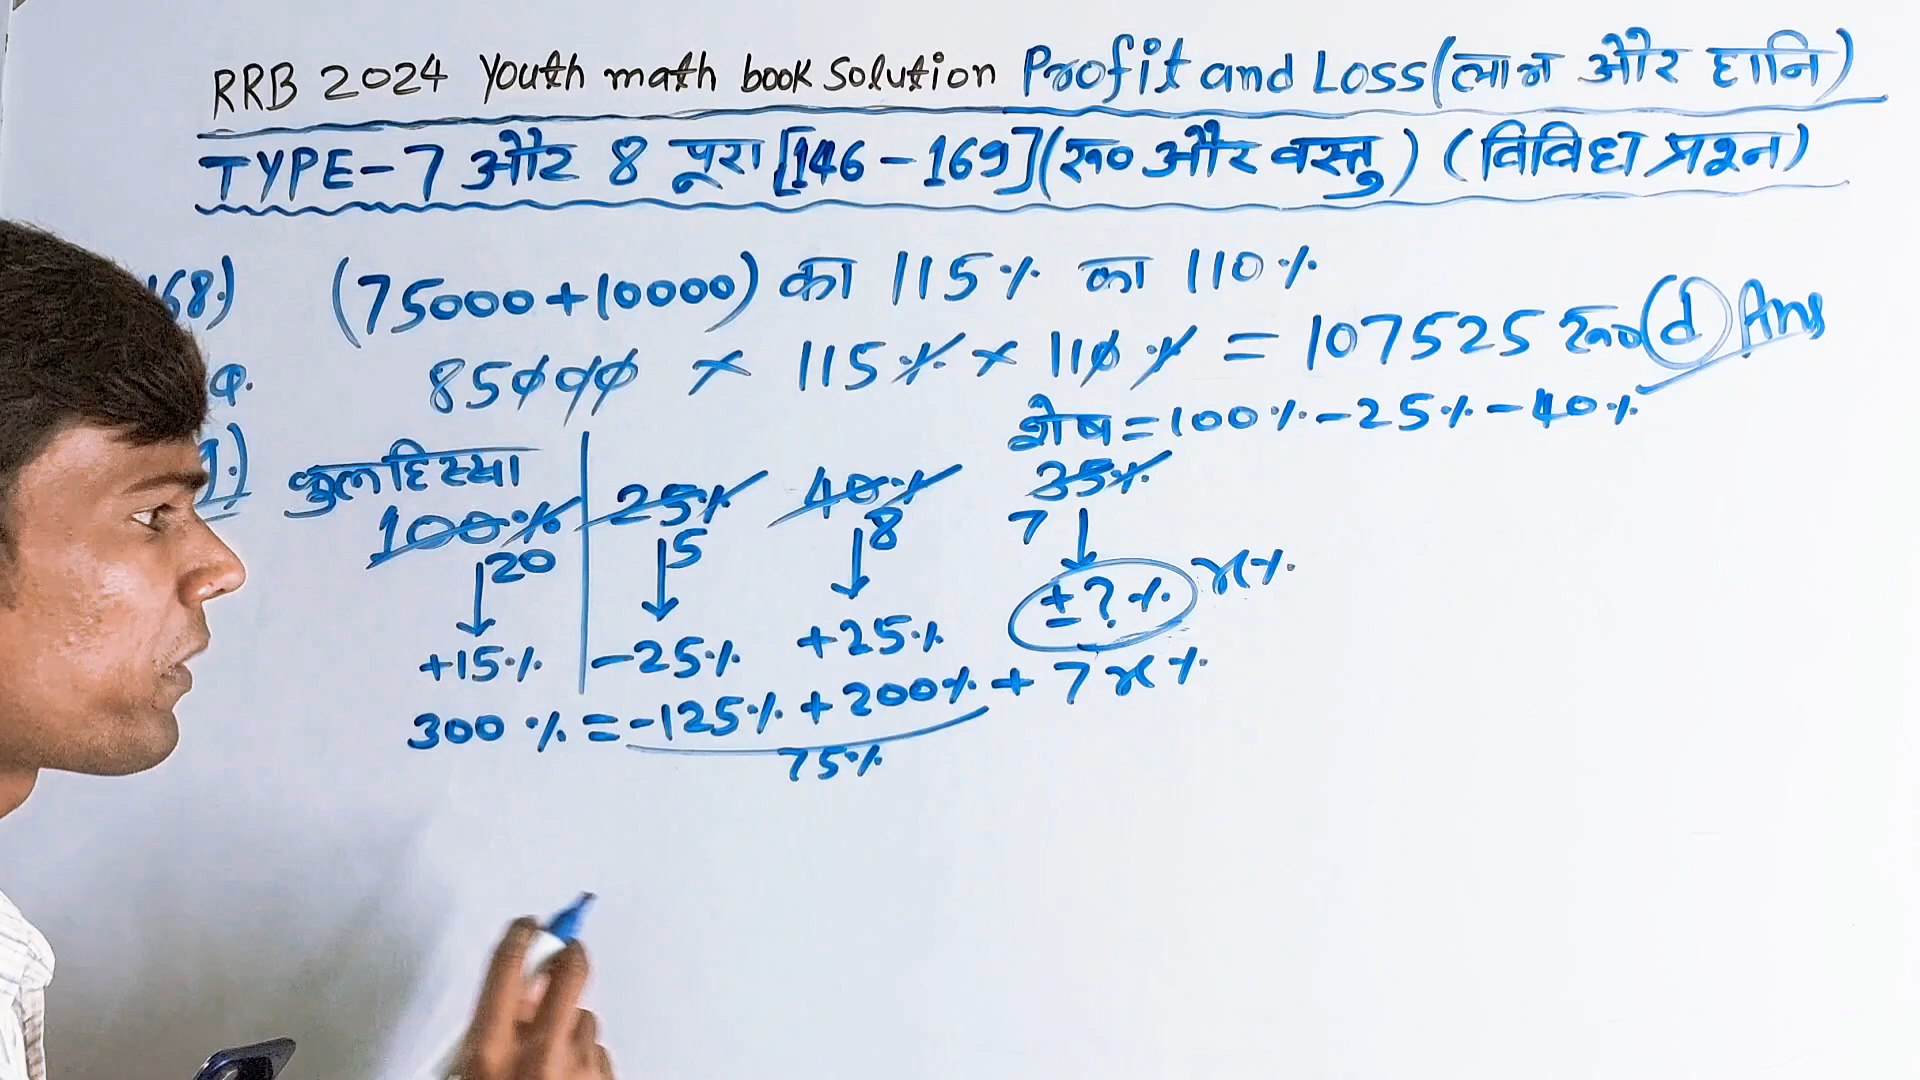 RRB 2024 Youth math book Solution Profit and Loss (लाभ और हानि)
TYPE-7 और 8 पूरा [146-169] (रू० और वस्तु) (विविध प्रश्न)
68.) (75000+10000) का 115% का 110%
Q. 85000 × 115% × 110% = 107525 रू० (d) Ans
शेष = 100% - 25% - 40%
9.) कुल हिस्सा
100% 25% 40% 35%
20 5 8 7
+15% -25% +25% ±?% x%
300% = -125% + 200% + 7x%
75%